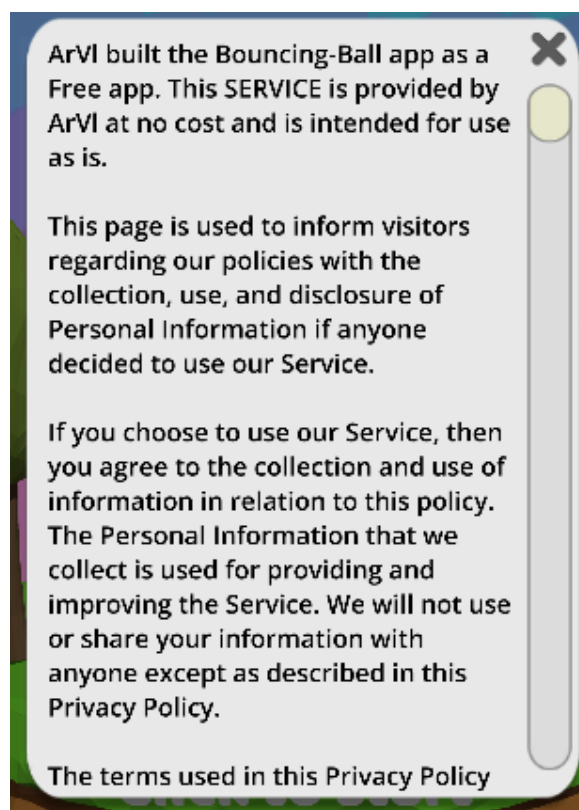 ArVl built the Bouncing-Ball app as a
Free app. This SERVICE is provided by
ArVl at no cost and is intended for use
as is.
This page is used to inform visitors
regarding our policies with the
collection, use, and disclosure of
Personal Information if anyone
decided to use our Service.
If you choose to use our Service, then
you agree to the collection and use of
information in relation to this policy.
The Personal Information that we
collect is used for providing and
improving the Service. We will not use
or share your information with
anyone except as described in this
Privacy Policy.
The terms used in this Privacy Policy